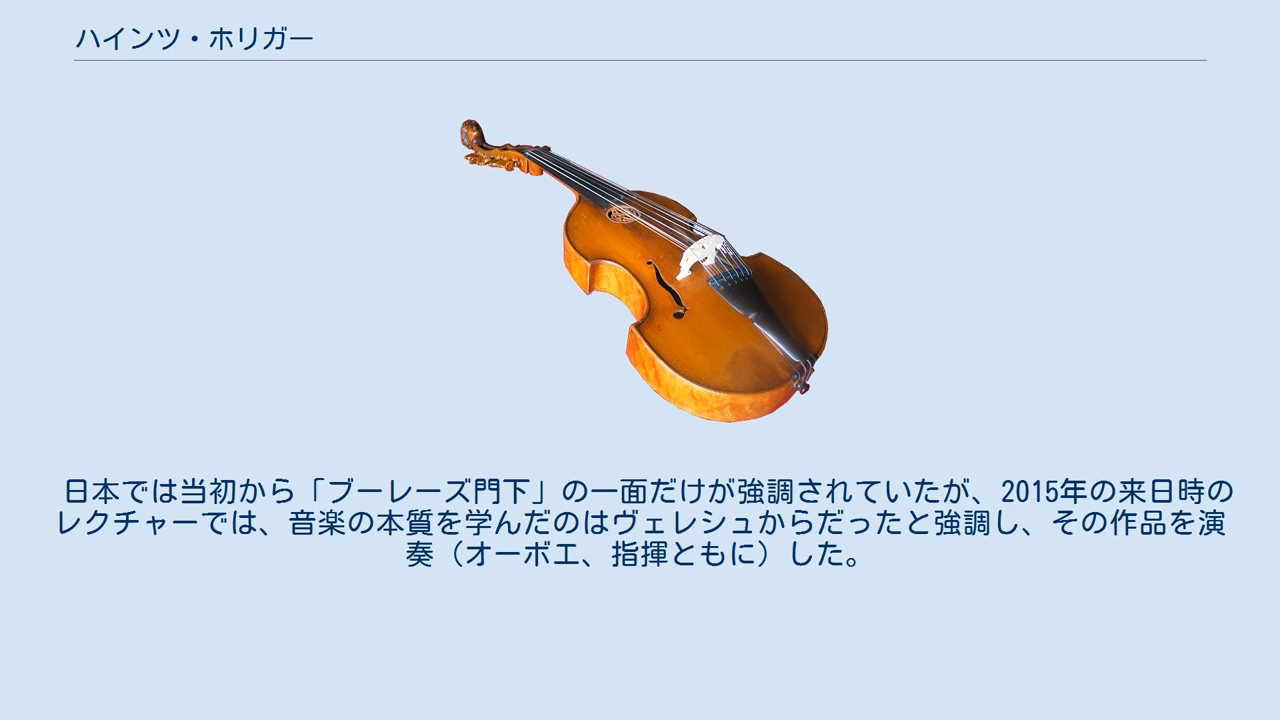 ハインツ・ホリガー
日本では当初から「ブーレーズ門下」の一面だけが強調されていたが、2015年の来日時の
レクチャーでは、音楽の本質を学んだのはヴェレシュからだったと強調し、その作品を演
奏（オーボエ、指揮ともに）した。